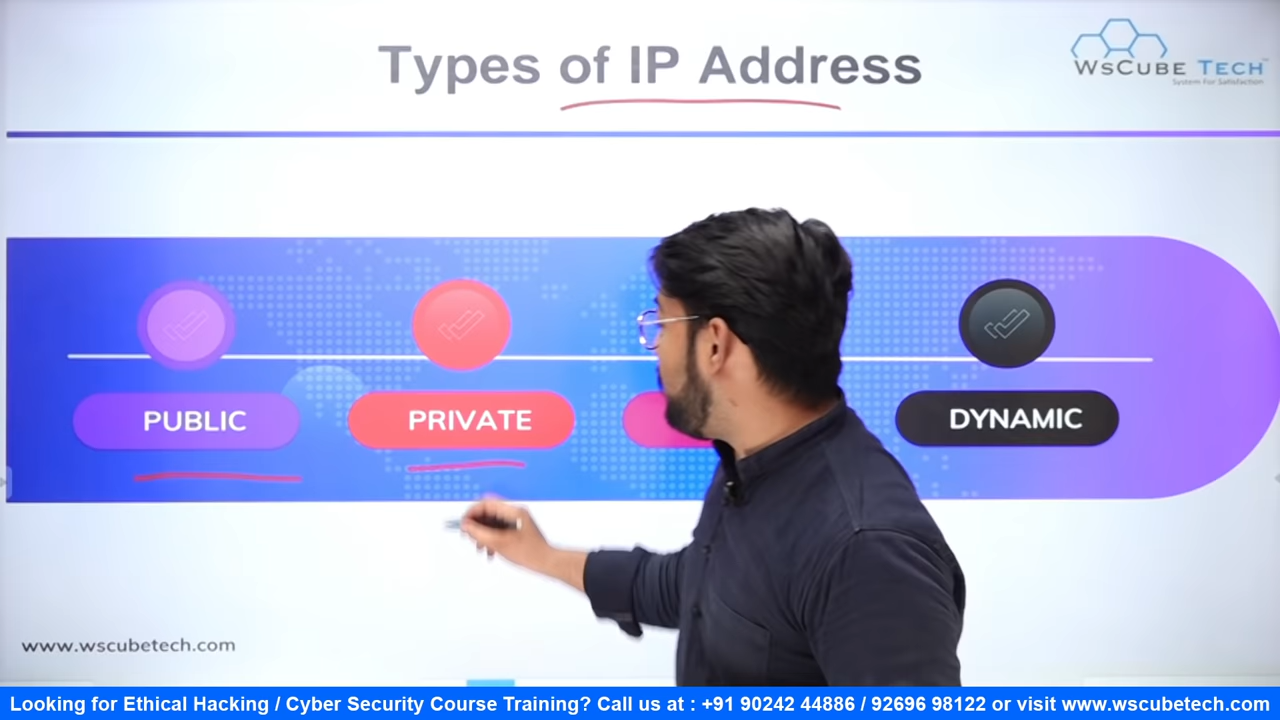 Types of IP Address
WSCUBE TECH
System For Satisfaction
PUBLIC
PRIVATE
DYNAMIC
www.wscubetech.com
Looking for Ethical Hacking / Cyber Security Course Training? Call us at : +91 90242 44886 / 92696 98122 or visit www.wscubetech.com